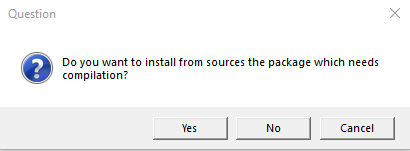 Question
Do you want to install from sources the package which needs
compilation?
Yes No Cancel